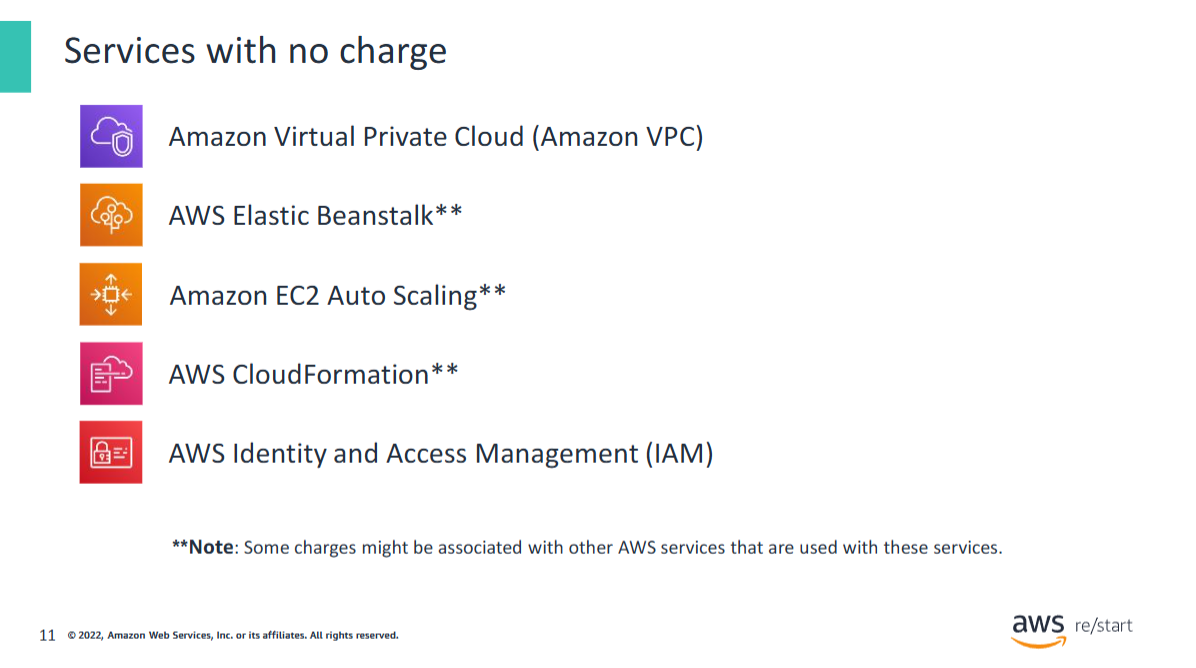 Services with no charge
Amazon Virtual Private Cloud (Amazon VPC)
AWS Elastic Beanstalk**
Amazon EC2 Auto Scaling**
AWS CloudFormation**
AWS Identity and Access Management (IAM)
**Note: Some charges might be associated with other AWS services that are used with these services.
11 © 2022, Amazon Web Services, Inc. or its affiliates. All rights reserved.
aws re/start